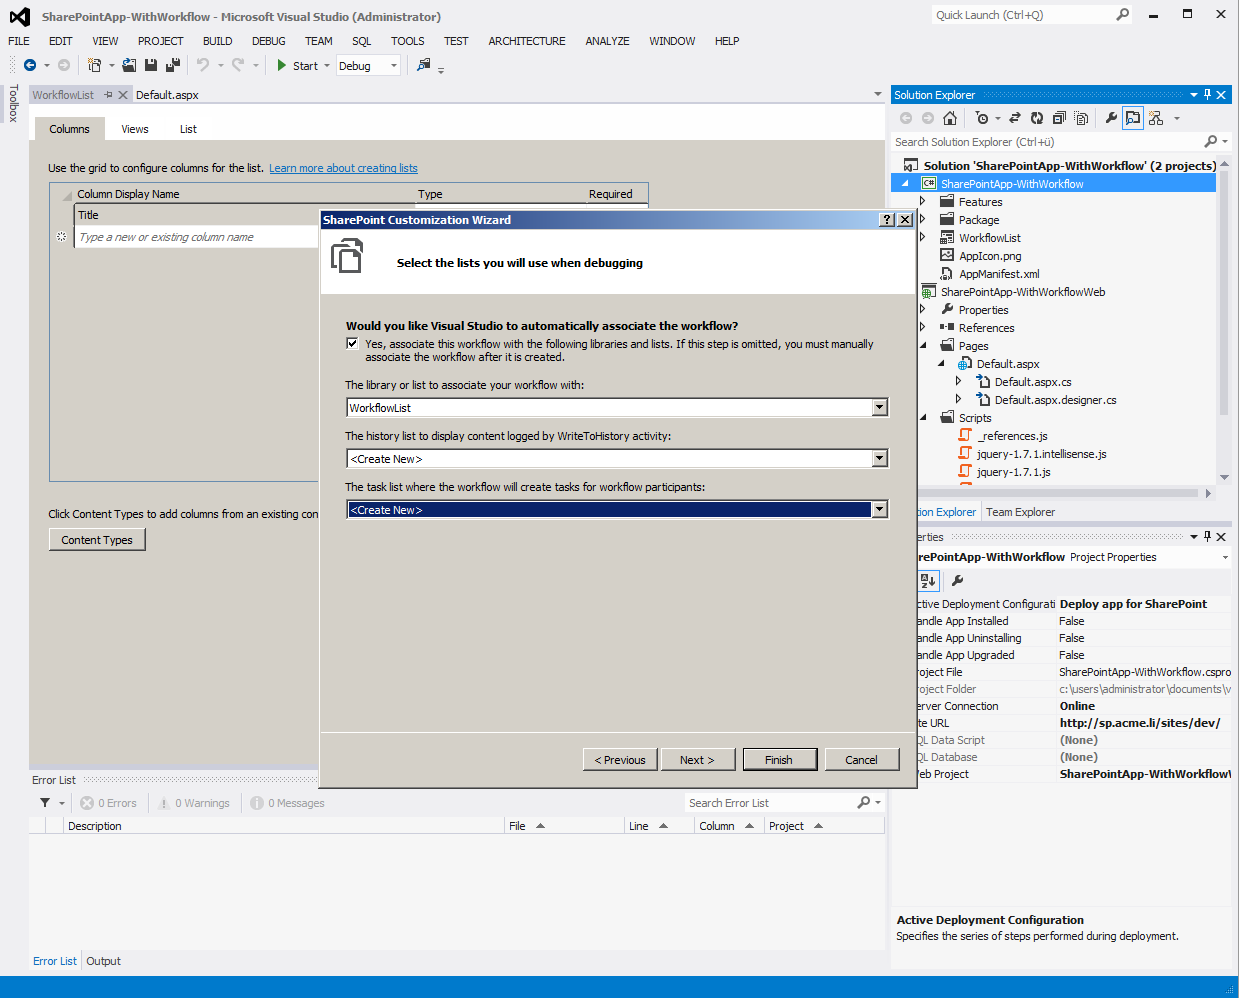 SharePointApp-WithWorkflow - Microsoft Visual Studio (Administrator)
Quick Launch (Ctrl+Q)
FILE EDIT VIEW PROJECT BUILD DEBUG TEAM SQL TOOLS TEST ARCHITECTURE ANALYZE WINDOW HELP
Start Debug
Toolbox
WorkflowList Default.aspx
Columns Views List
Use the grid to configure columns for the list. Learn more about creating lists
Column Display Name Type Required
Title
Type a new or existing column name
Click Content Types to add columns from an existing con
Content Types
SharePoint Customization Wizard
Select the lists you will use when debugging
Would you like Visual Studio to automatically associate the workflow?
Yes, associate this workflow with the following libraries and lists. If this step is omitted, you must manually
associate the workflow after it is created.
The library or list to associate your workflow with:
WorkflowList
The history list to display content logged by WriteToHistory activity:
<Create New>
The task list where the workflow will create tasks for workflow participants:
<Create New>
< Previous Next > Finish Cancel
Solution Explorer
Search Solution Explorer (Ctrl+ü)
Solution 'SharePointApp-WithWorkflow' (2 projects)
C# SharePointApp-WithWorkflow
Features
Package
WorkflowList
AppIcon.png
AppManifest.xml
SharePointApp-WithWorkflowWeb
Properties
References
Pages
Default.aspx
Default.aspx.cs
Default.aspx.designer.cs
Scripts
_references.js
jquery-1.7.1.intellisense.js
jquery-1.7.1.js
tion Explorer Team Explorer
erties
rePointApp-WithWorkflow Project Properties
ctive Deployment Configurati Deploy app for SharePoint
andle App Installed False
andle App Uninstalling False
andle App Upgraded False
roject File SharePointApp-WithWorkflow.cspro
roject Folder c:\users\administrator\documents\v
erver Connection Online
te URL http://sp.acme.li/sites/dev/
QL Data Script (None)
QL Database (None)
eb Project SharePointApp-WithWorkflowW
Active Deployment Configuration
Specifies the series of steps performed during deployment.
Error List
0 Errors 0 Warnings 0 Messages
Search Error List
Description File Line Column Project
Error List Output